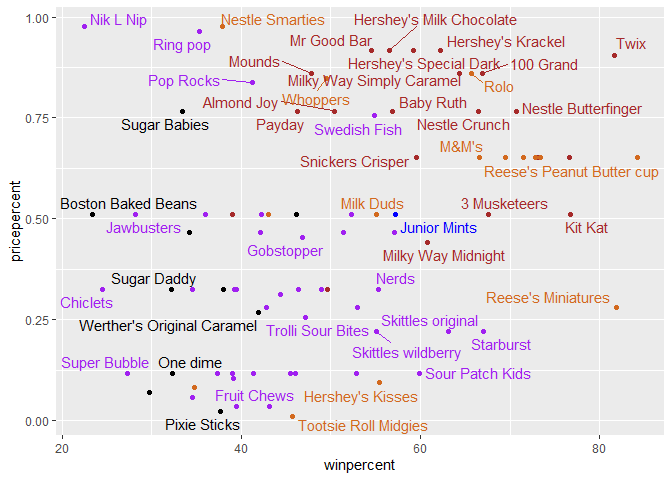 1.00
Nik L Nip
Nestle Smarties
Hershey's Milk Chocolate
Ring pop
Mr Good Bar
Hershey's Krackel
Twix
Mounds
Hershey's Special Dark
100 Grand
Pop Rocks
Milky Way Simply Caramel
Rolo
Whoppers
Almond Joy
Baby Ruth
Nestle Butterfinger
0.75
Sugar Babies
Payday
Swedish Fish
Nestle Crunch
M&M's
Snickers Crisper
Reese's Peanut Butter cup
pricepercent
Boston Baked Beans
Milk Duds
3 Musketeers
0.50
Jawbusters
Junior Mints
Kit Kat
Gobstopper
Milky Way Midnight
Sugar Daddy
Nerds
Chiclets
Reese's Miniatures
0.25
Werther's Original Caramel
Trolli Sour Bites
Skittles original
Skittles wildberry
Starburst
Super Bubble
One dime
Sour Patch Kids
Fruit Chews
Hershey's Kisses
0.00
Pixie Sticks
Tootsie Roll Midgies
20
40
60
80
winpercent